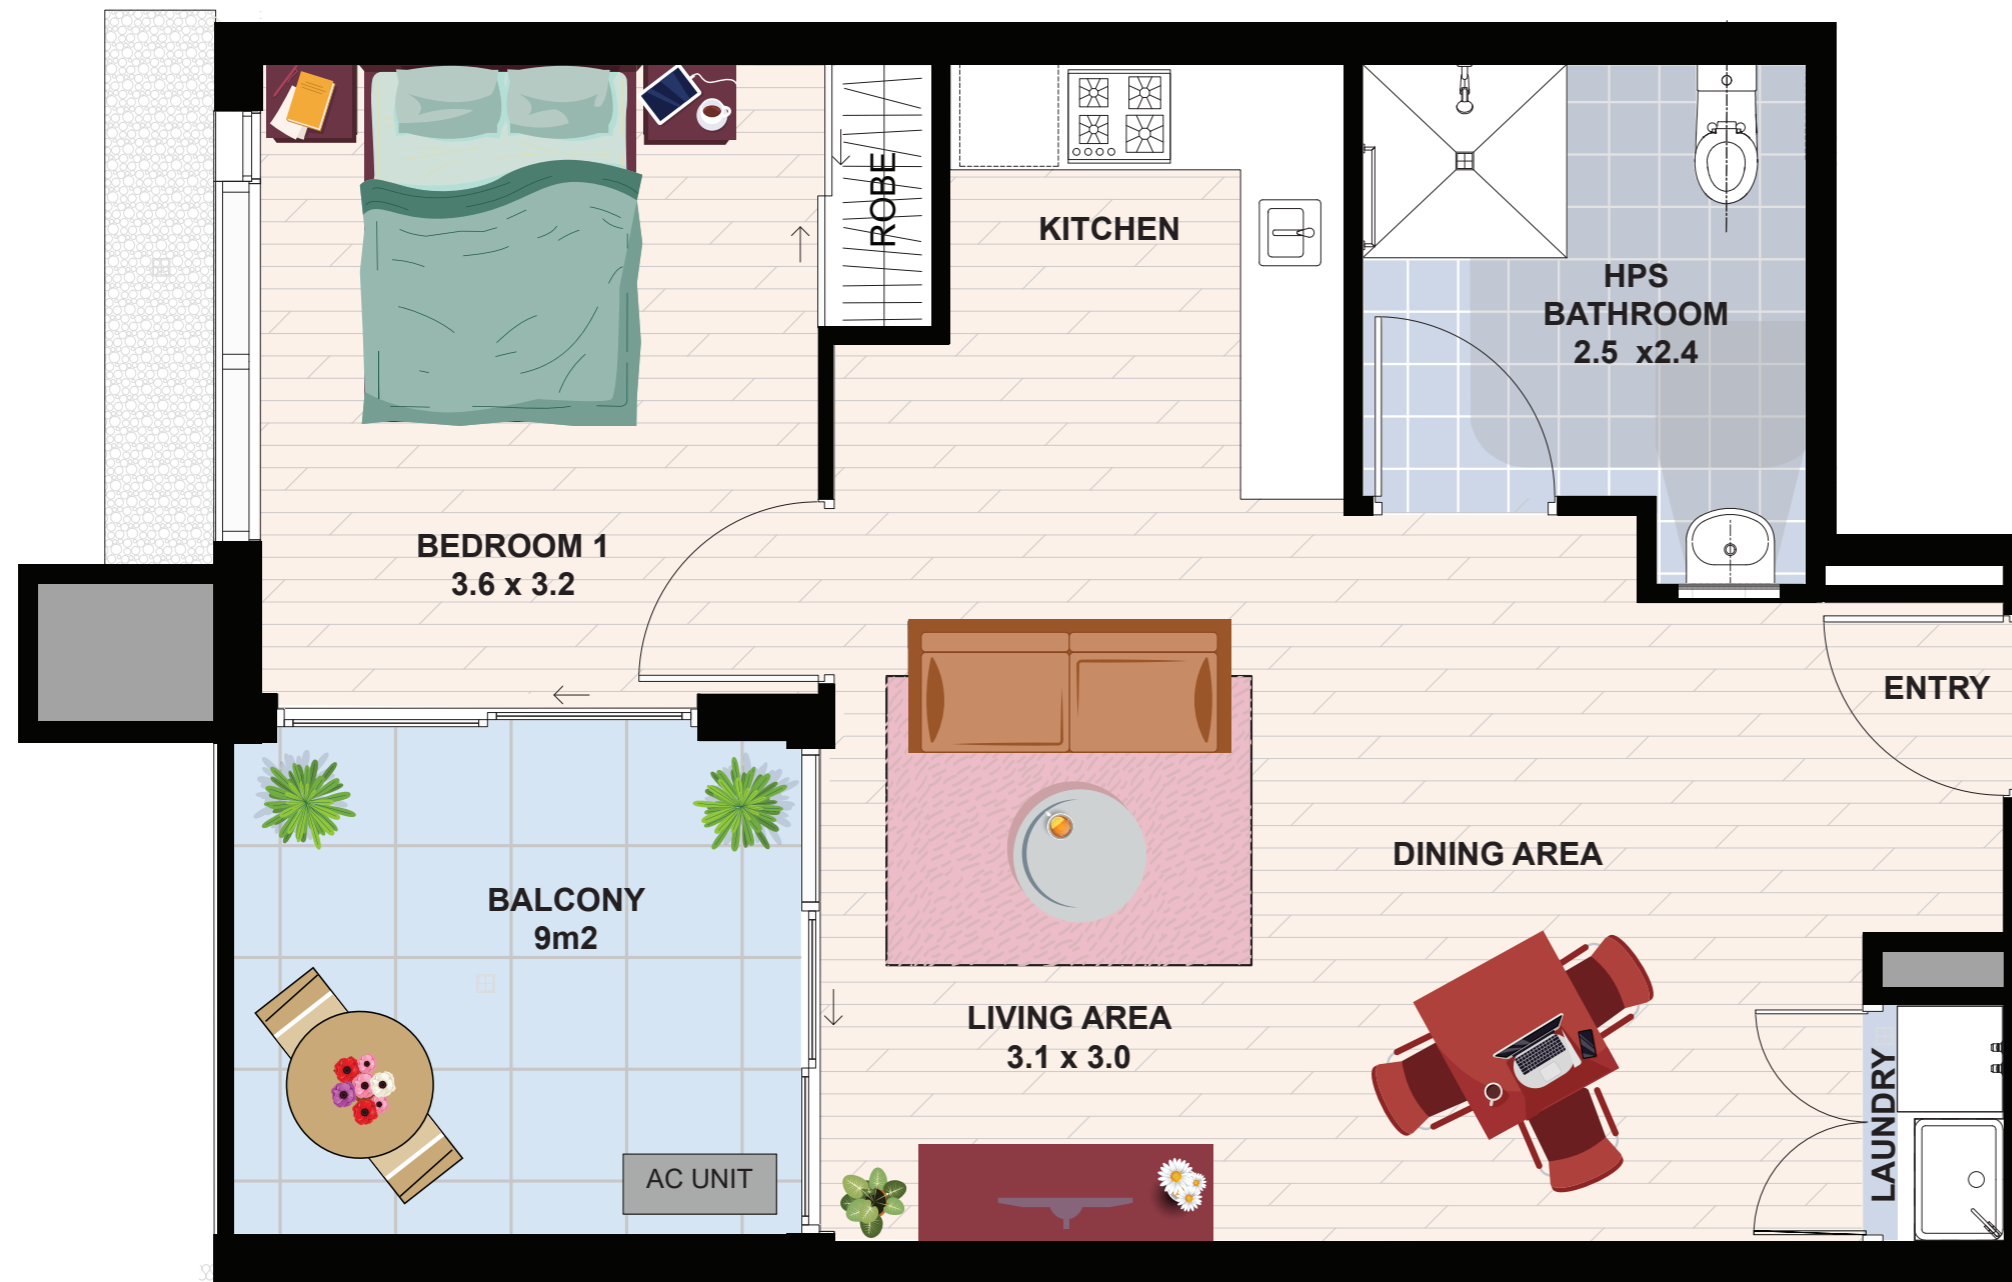 ROBE
KITCHEN
HPS
BATHROOM
2.5 x2.4
BEDROOM 1
3.6 x 3.2
ENTRY
DINING AREA
BALCONY
9m2
LIVING AREA
3.1 x 3.0
LAUNDRY
AC UNIT